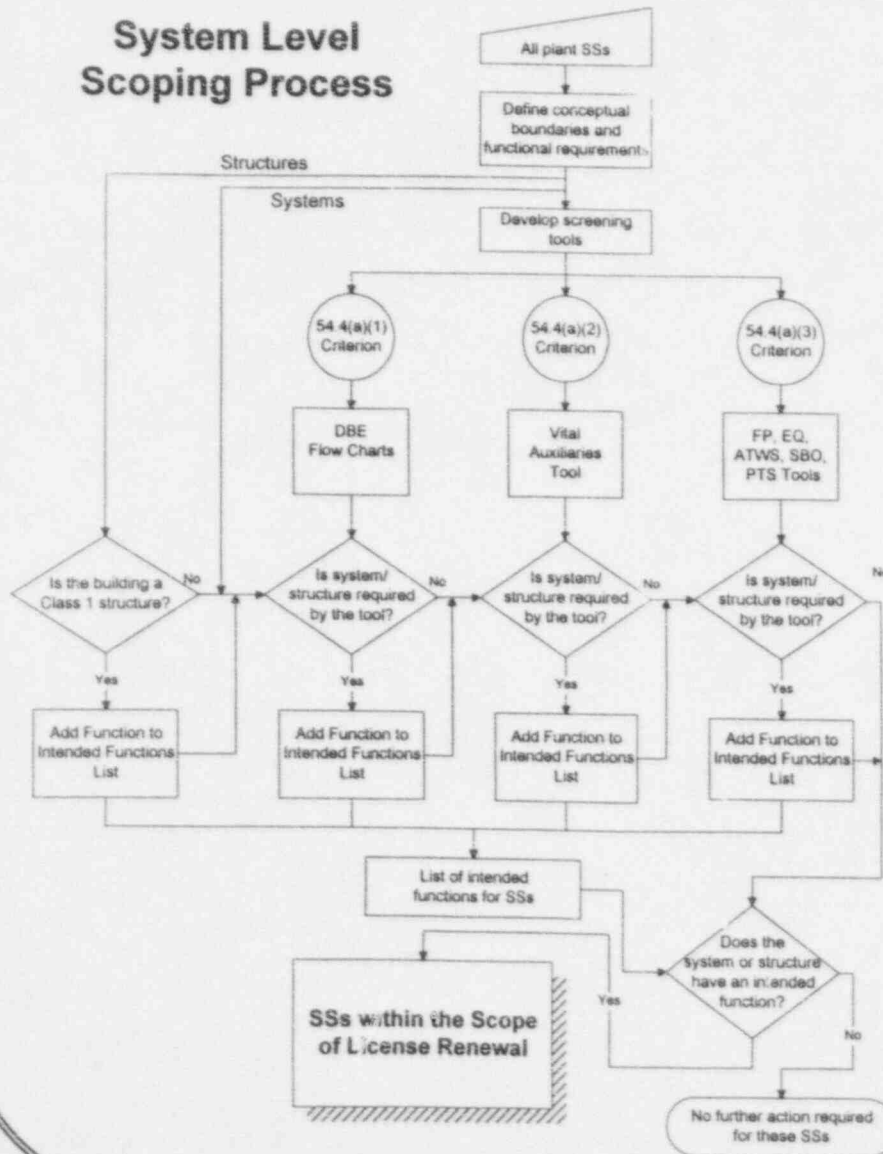 System Level
Scoping Process
All plant SSs
Define conceptual
boundaries and
functional requirements
Structures
Systems
Develop screening
tools
54.4(a)(1)
Criterion
54.4(a)(2)
Criterion
54.4(a)(3)
Criterion
DBE
Flow Charts
Vital
Auxiliaries
Tool
FP, EQ,
ATWS, SBO,
PTS Tools
Is the building a
Class 1 structure?
No
Is system/
structure required
by the tool?
No
Is system/
structure required
by the tool?
No
Is system/
structure required
by the tool?
No
Yes
Yes
Yes
Yes
Add Function to
Intended Functions
List
Add Function to
Intended Functions
List
Add Function to
Intended Functions
List
Add Function to
Intended Functions
List
List of intended
functions for SSs
Does the
system or structure
have an intended
function?
Yes
No
SSs within the Scope
of License Renewal
No further action required
for these SSs